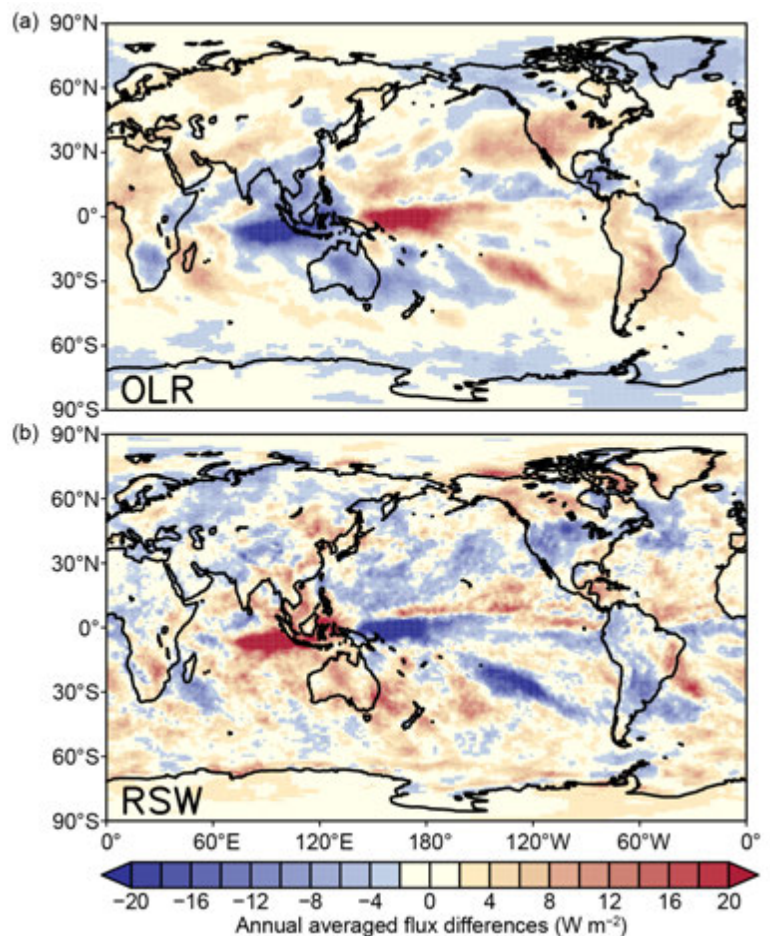 (a)
90°N
60°N
30°N
0°
30°S
60°S
90°S
OLR
(b)
90°N
60°N
30°N
0°
30°S
60°S
90°S
RSW
0° 60°E 120°E 180° 120°W 60°W 0°
−20 −16 −12 −8 −4 0 4 8 12 16 20
Annual averaged flux differences (W m⁻²)